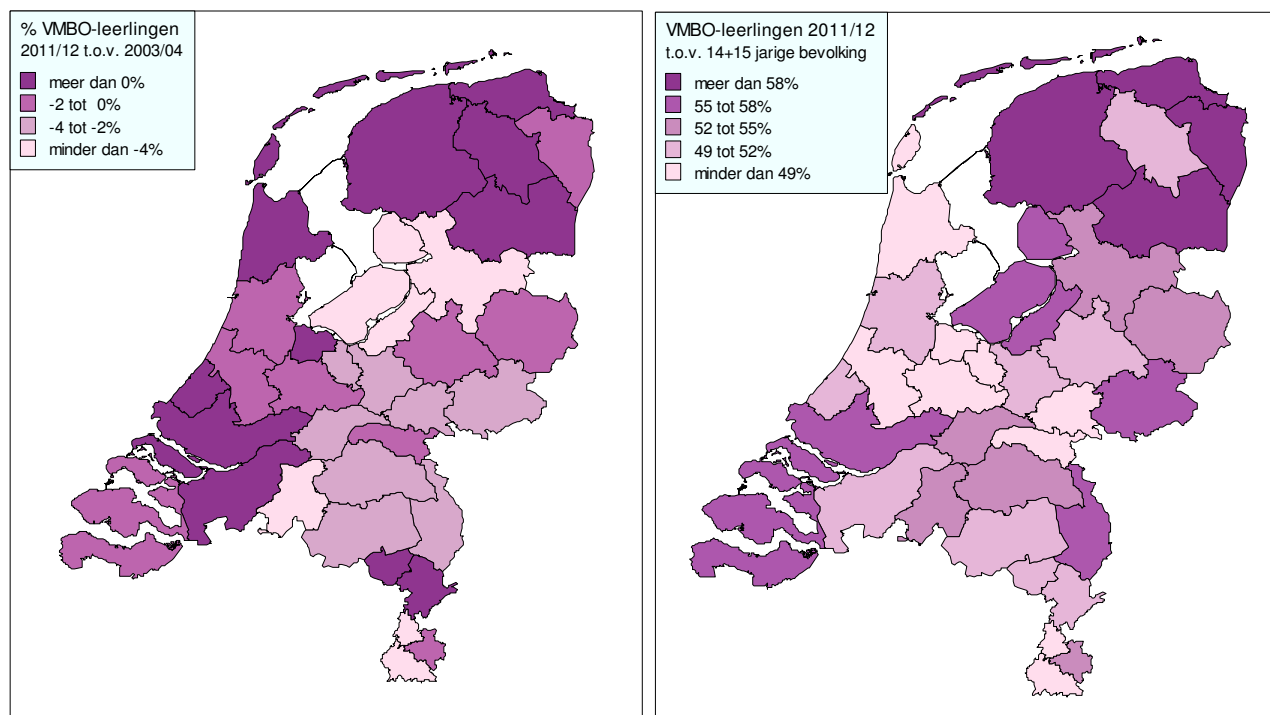 % VMBO-leerlingen
2011/12 t.o.v. 2003/04
meer dan 0%
-2 tot 0%
-4 tot -2%
minder dan -4%
VMBO-leerlingen 2011/12
t.o.v. 14+15 jarige bevolking
meer dan 58%
55 tot 58%
52 tot 55%
49 tot 52%
minder dan 49%